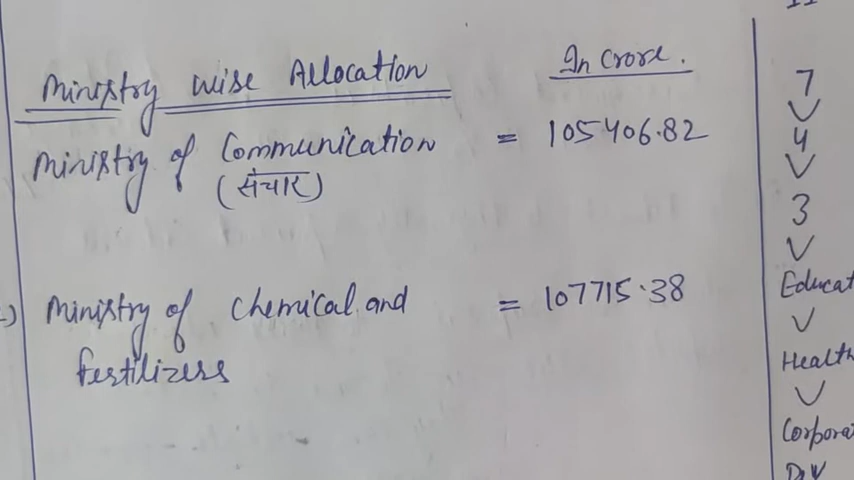 Ministry wise Allocation
In Crore.
Ministry of Communication = 105406.82
(संचार)
Ministry of Chemical and = 107715.38
Fertilizers
7
4
3
Educat
Health
Corpora